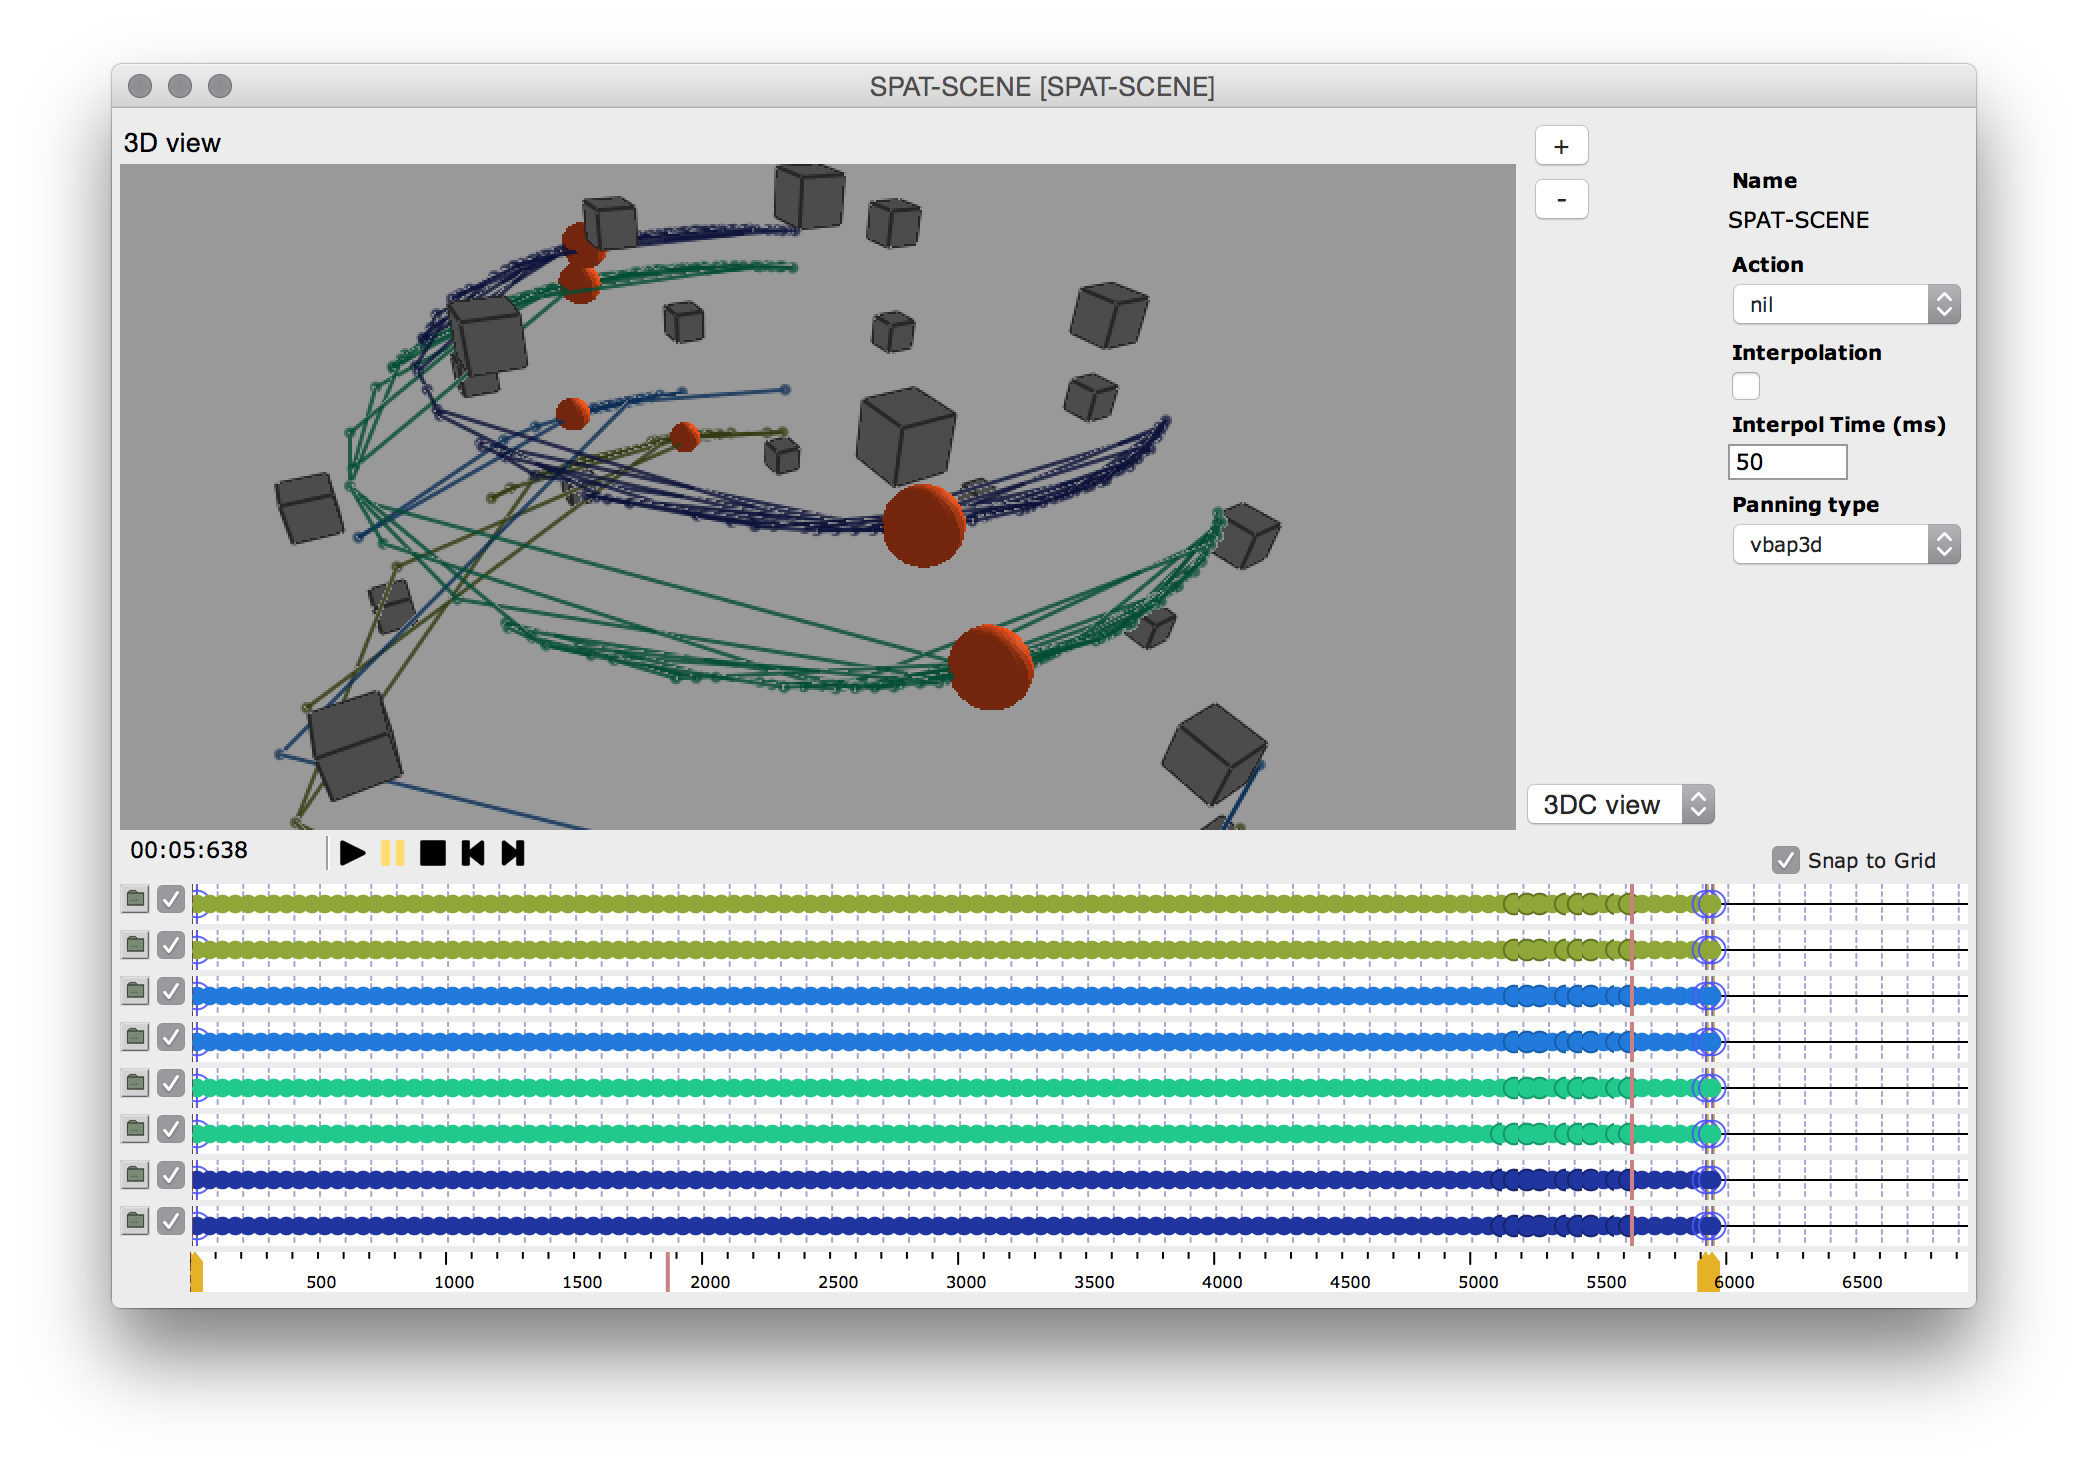 SPAT-SCENE [SPAT-SCENE]
3D view
+
-
Name
SPAT-SCENE
Action
nil
Interpolation
Interpol Time (ms)
50
Panning type
vbap3d
3DC view
00:05:638
Snap to Grid
500 1000 1500 2000 2500 3000 3500 4000 4500 5000 5500 6000 6500